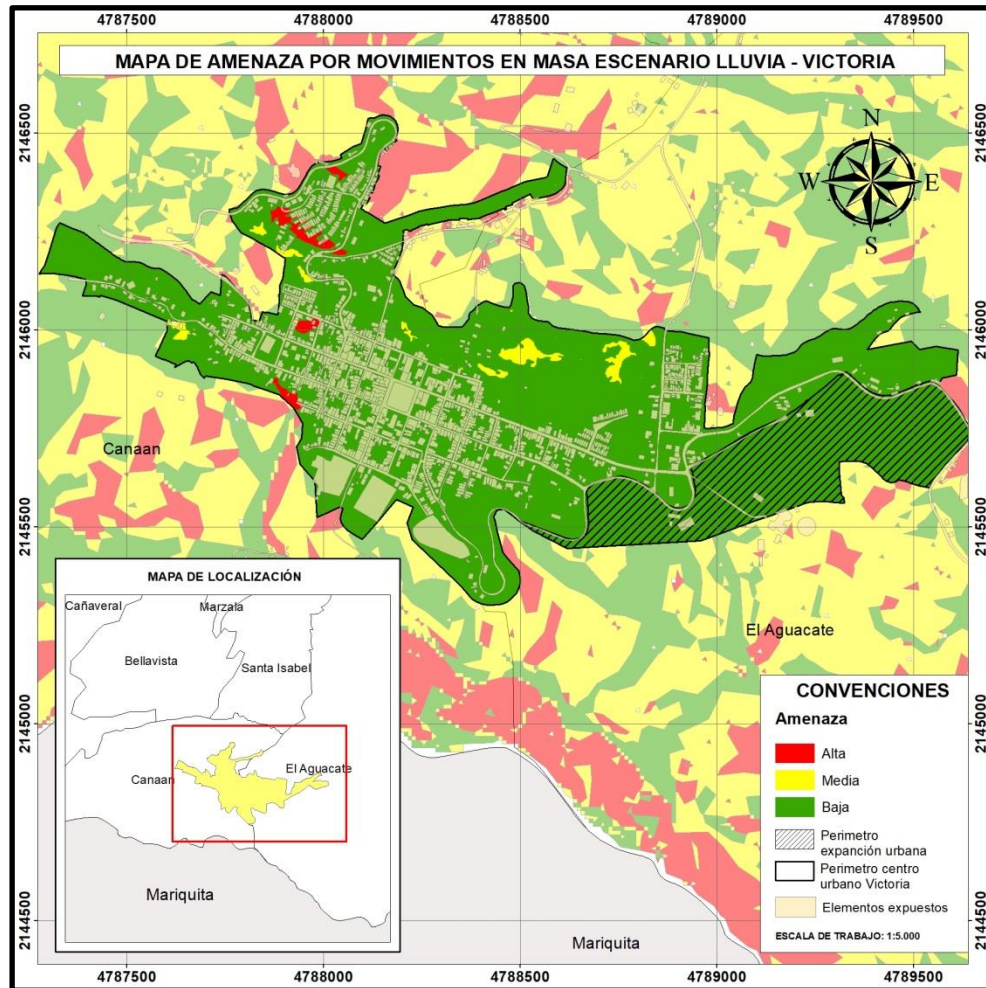 4787500
4788000
4788500
4789000
4789500
MAPA DE AMENAZA POR MOVIMIENTOS EN MASA ESCENARIO LLUVIA - VICTORIA
2146500
2146500
N
W
E
S
2146000
2146000
Canaan
2145500
2145500
El Aguacate
MAPA DE LOCALIZACIÓN
Cañaveral
Marzala
Bellavista
Santa Isabel
Canaan
El Aguacate
Mariquita
2145000
2145000
CONVENCIONES
Amenaza
Alta
Media
Baja
Perimetro
expanción urbana
Perimetro centro
urbano Victoria
Elementos expuestos
ESCALA DE TRABAJO: 1:5.000
2144500
2144500
Mariquita
4787500
4788000
4788500
4789000
4789500